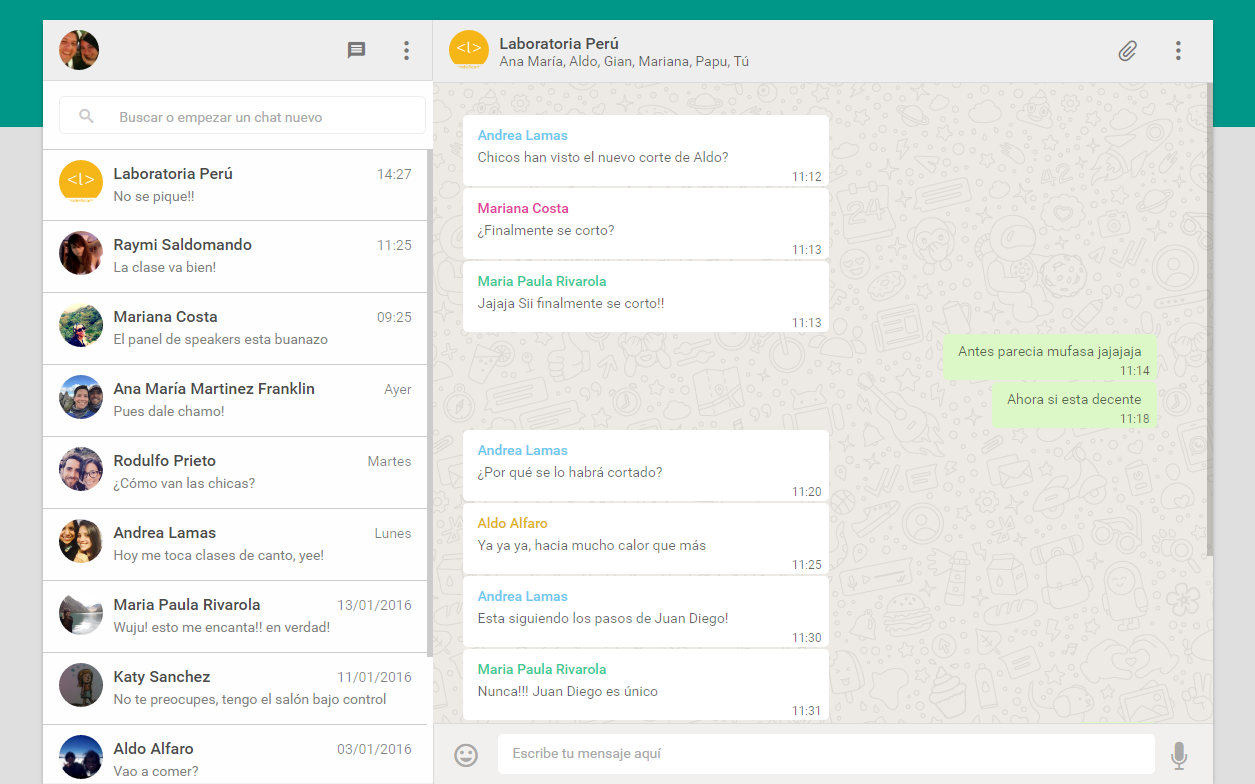 Buscar o empezar un chat nuevo
Laboratoria Perú 14:27
No se pique!!
Raymi Saldomando 11:25
La clase va bien!
Mariana Costa 09:25
El panel de speakers esta buanazo
Ana María Martinez Franklin Ayer
Pues dale chamo!
Rodulfo Prieto Martes
¿Cómo van las chicas?
Andrea Lamas Lunes
Hoy me toca clases de canto, yee!
Maria Paula Rivarola 13/01/2016
Wuju! esto me encanta!! en verdad!
Katy Sanchez 11/01/2016
No te preocupes, tengo el salón bajo control
Aldo Alfaro 03/01/2016
Vao a comer?
<L>
Laboratoria Perú
Ana María, Aldo, Gian, Mariana, Papu, Tú
Andrea Lamas
Chicos han visto el nuevo corte de Aldo?
11:12
Mariana Costa
¿Finalmente se corto?
11:13
Maria Paula Rivarola
Jajaja Sii finalmente se corto!!
11:13
Antes parecia mufasa jajajaja
11:14
Ahora si esta decente
11:18
Andrea Lamas
¿Por qué se lo habrá cortado?
11:20
Aldo Alfaro
Ya ya ya, hacia mucho calor que más
11:25
Andrea Lamas
Esta siguiendo los pasos de Juan Diego!
11:30
Maria Paula Rivarola
Nunca!!! Juan Diego es único
11:31
Escribe tu mensaje aquí